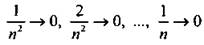 1/n² → 0, 2/n² → 0, ..., 1/n → 0